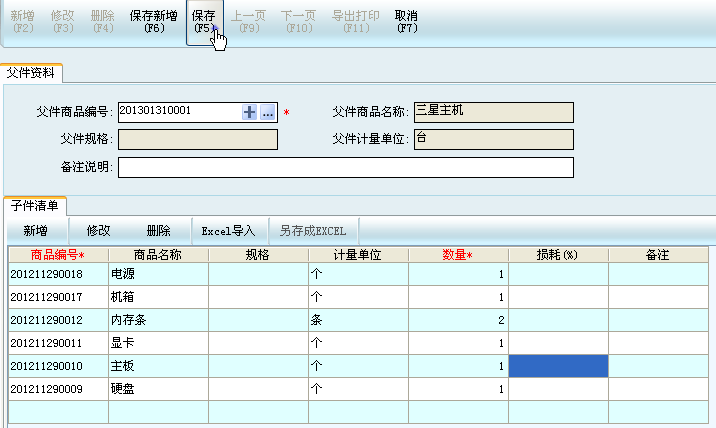 新增 修改 删除 保存新增 保存 上一页 下一页 导出打印 取消
(F2) (F3) (F4) (F6) (F5) (F9) (F10) (F11) (F7)
父件资料
父件商品编号: 201301310001 + ... * 父件商品名称: 三星主机
父件规格: 父件计量单位: 台
备注说明:
子件清单
新增 修改 删除 Excel导入 另存成EXCEL
商品编号* 商品名称 规格 计量单位 数量* 损耗(%) 备注
201211290018 电源 个 1
201211290017 机箱 个 1
201211290012 内存条 条 2
201211290011 显卡 个 1
201211290010 主板 个 1
201211290009 硬盘 个 1